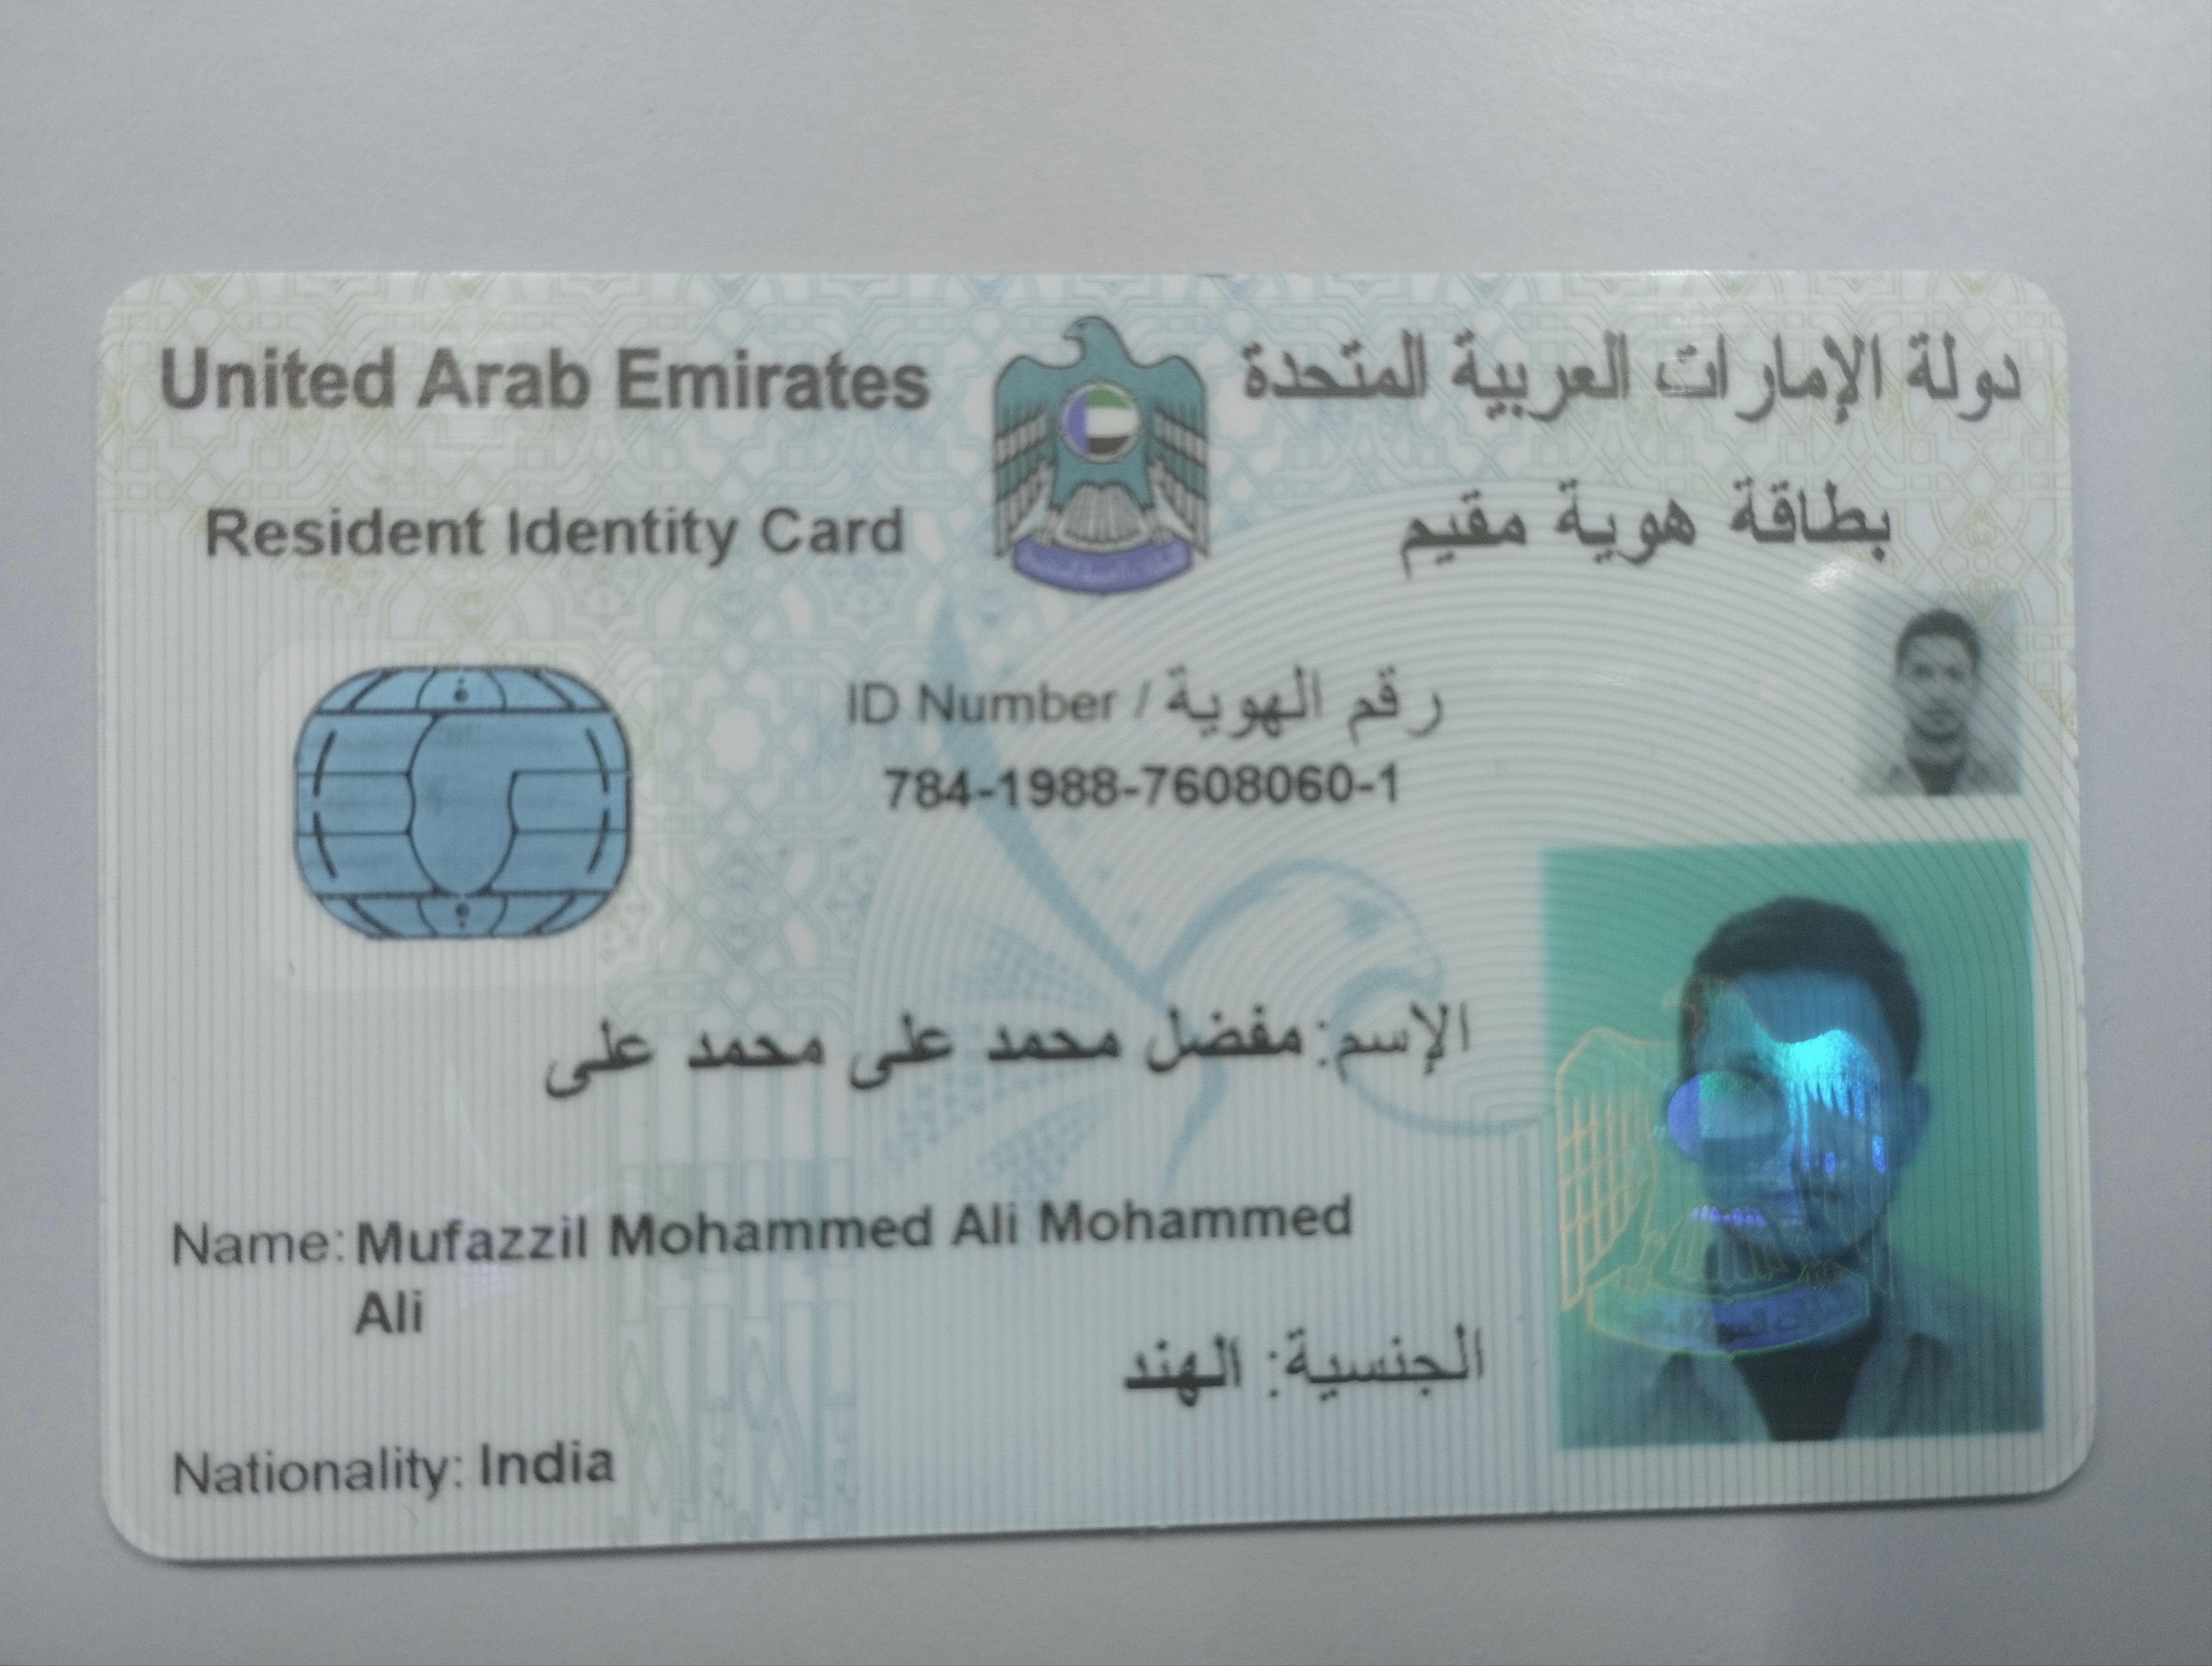 United Arab Emirates
دولة الإمارات العربية المتحدة
Resident Identity Card
بطاقة هوية مقيم
ID Number / رقم الهوية
784-1988-7608060-1
الإسم: مفضل محمد على محمد على
Name: Mufazzil Mohammed Ali Mohammed
Ali
الجنسية: الهند
Nationality: India